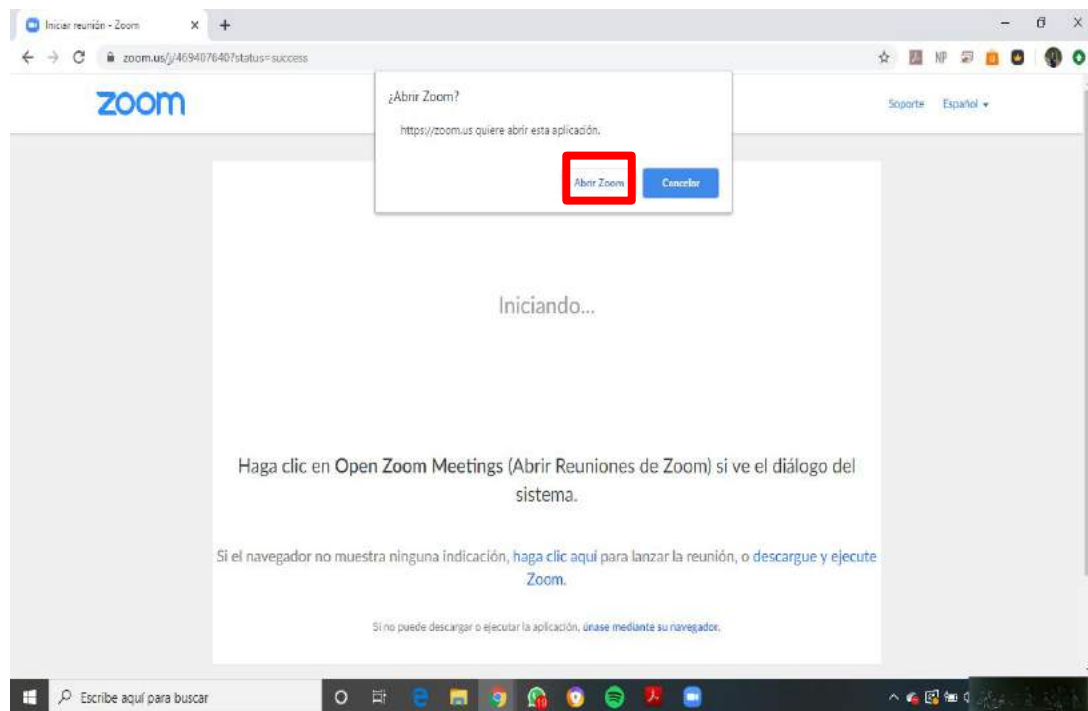 Iniciar reunión - Zoom
zoom.us/j/469407640?status=success
NP
zoom
Soporte Español
¿Abrir Zoom?
https://zoom.us quiere abrir esta aplicación.
Abrir Zoom Cancelar
Iniciando...
Haga clic en Open Zoom Meetings (Abrir Reuniones de Zoom) si ve el diálogo del
sistema.
Si el navegador no muestra ninguna indicación, haga clic aquí para lanzar la reunión, o descargue y ejecute
Zoom.
Si no puede descargar o ejecutar la aplicación, únase mediante su navegador.
Escribe aquí para buscar